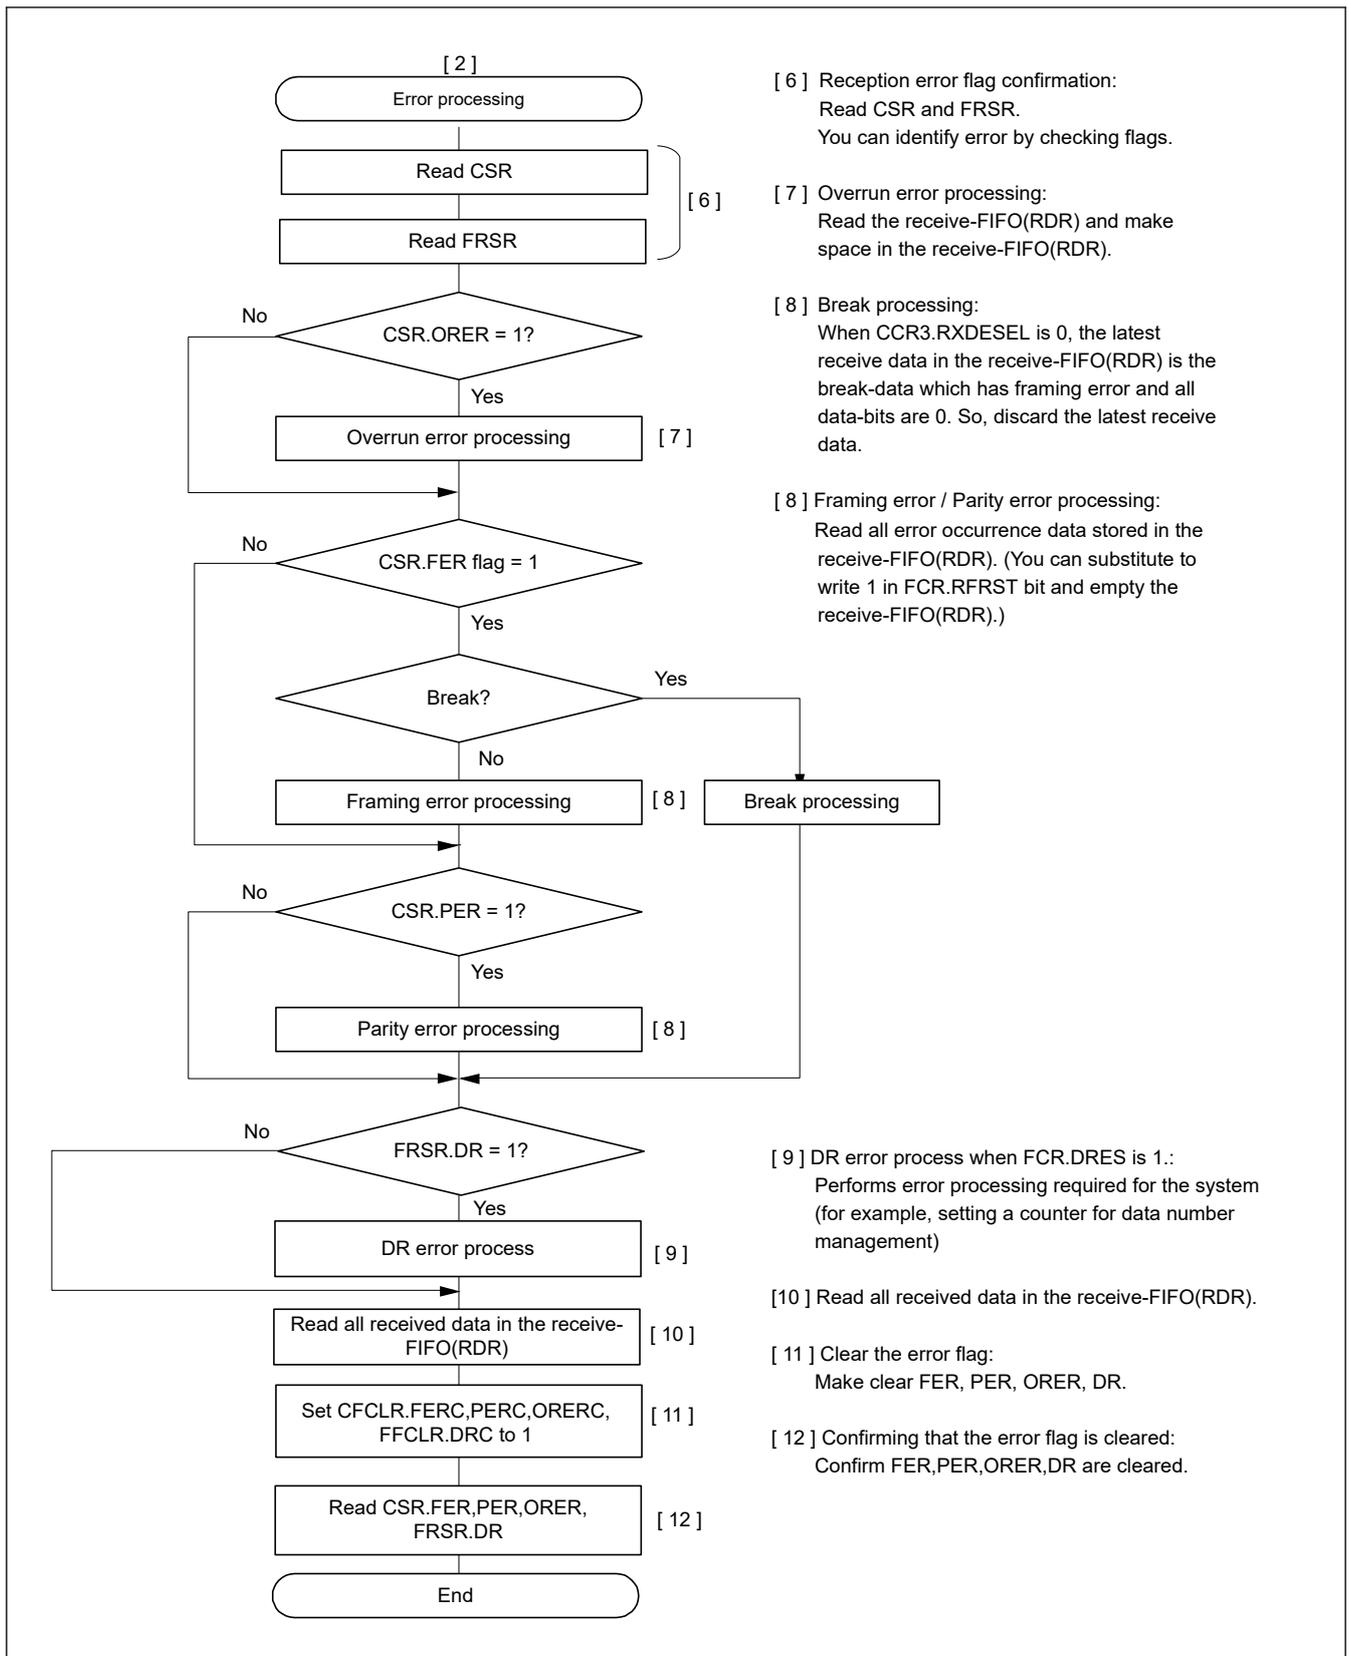 [ 2 ]
Error processing
Read CSR
[ 6 ]
Read FRSR
No
CSR.ORER = 1?
Yes
Overrun error processing
[ 7 ]
No
CSR.FER flag = 1
Yes
Break?
Yes
No
Framing error processing
[ 8 ]
Break processing
No
CSR.PER = 1?
Yes
Parity error processing
[ 8 ]
No
FRSR.DR = 1?
Yes
DR error process
[ 9 ]
Read all received data in the receive-
FIFO(RDR)
[ 10 ]
Set CFCLR.FERC,PERC,ORERC,
FFCLR.DRC to 1
[ 11 ]
Read CSR.FER,PER,ORER,
FRSR.DR
[ 12 ]
End
[ 6 ] Reception error flag confirmation:
Read CSR and FRSR.
You can identify error by checking flags.
[ 7 ] Overrun error processing:
Read the receive-FIFO(RDR) and make
space in the receive-FIFO(RDR).
[ 8 ] Break processing:
When CCR3.RXDESEL is 0, the latest
receive data in the receive-FIFO(RDR) is the
break-data which has framing error and all
data-bits are 0. So, discard the latest receive
data.
[ 8 ] Framing error / Parity error processing:
Read all error occurrence data stored in the
receive-FIFO(RDR). (You can substitute to
write 1 in FCR.RFRST bit and empty the
receive-FIFO(RDR).)
[ 9 ] DR error process when FCR.DRES is 1.:
Performs error processing required for the system
(for example, setting a counter for data number
management)
[10 ] Read all received data in the receive-FIFO(RDR).
[ 11 ] Clear the error flag:
Make clear FER, PER, ORER, DR.
[ 12 ] Confirming that the error flag is cleared:
Confirm FER,PER,ORER,DR are cleared.